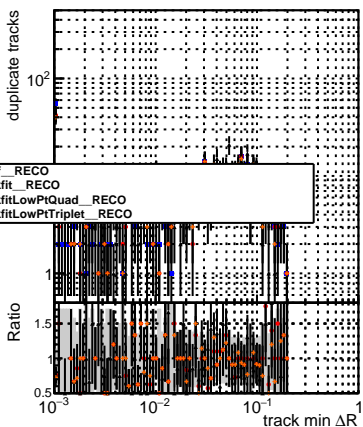 duplicate tracks
10²
f__RECO
fit__RECO
fitLowPtQuad__RECO
fitLowPtTriplet__RECO
1
Ratio
1.5
1
0.5
10⁻³
10⁻²
10⁻¹
1
track min ΔR